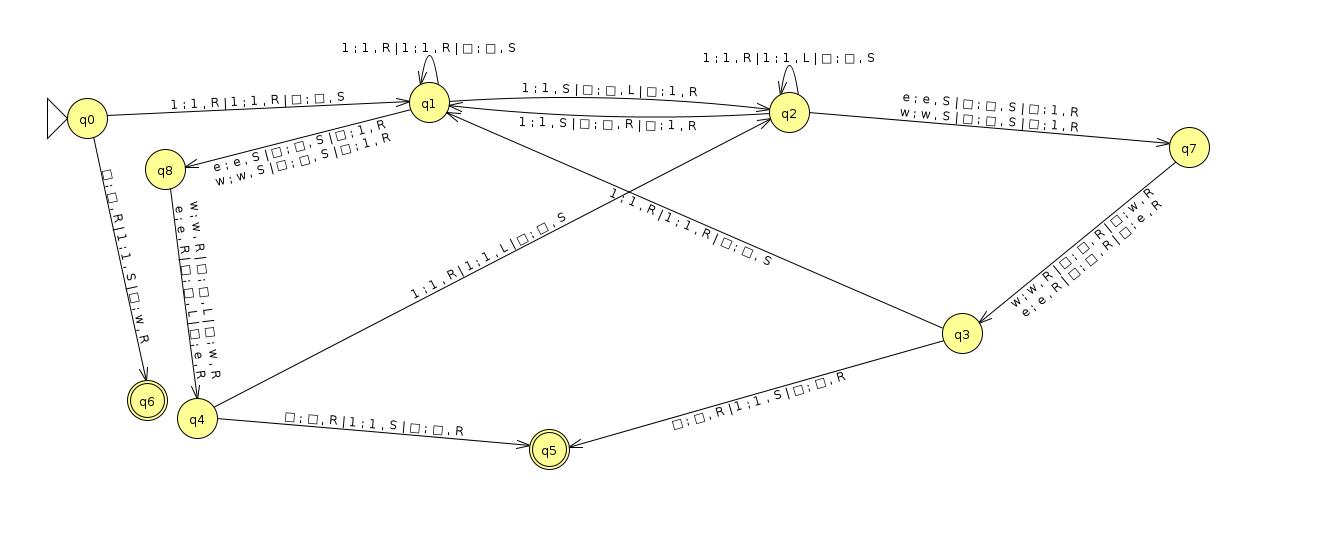 1;1,R|1;1,R|□;□,S
1;1,R|1;1,L|□;□,S
1;1,R|1;1,R|□;□,S
1;1,S|□;□,L|□;1,R
e;e,S|□;□,S|□;1,R
w;w,S|□;□,S|□;1,R
q0
q1
q2
1;1,S|□;□,R|□;1,R
q7
e;e,S|□;□,S|□;1,R
w;w,S|□;□,S|□;1,R
q8
□;□,R|1;1,S|□;w,R
w;w,R|□;□,L|□;w,R
e;e,R|□;□,L|□;e,R
1;1,R|1;1,L|□;□,S
1;1,R|1;1,R|□;□,S
w;w,R|□;□,R|□;w,R
e;e,R|□;□,R|□;e,R
q3
q6
q4
□;□,R|1;1,S|□;□,R
□;□,R|1;1,S|□;□,R
q5